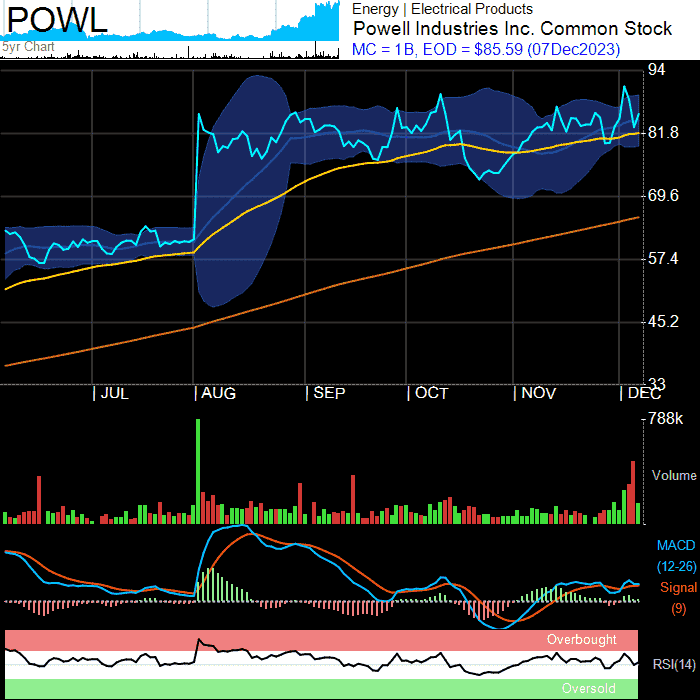 POWL
5yr Chart
Energy | Electrical Products
Powell Industries Inc. Common Stock
MC = 1B, EOD = $85.59 (07Dec2023)
94
81.8
69.6
57.4
45.2
33
| JUL | AUG | SEP | OCT | NOV | DEC
788k
Volume
MACD
(12-26)
Signal
(9)
Overbought
RSI(14)
Oversold